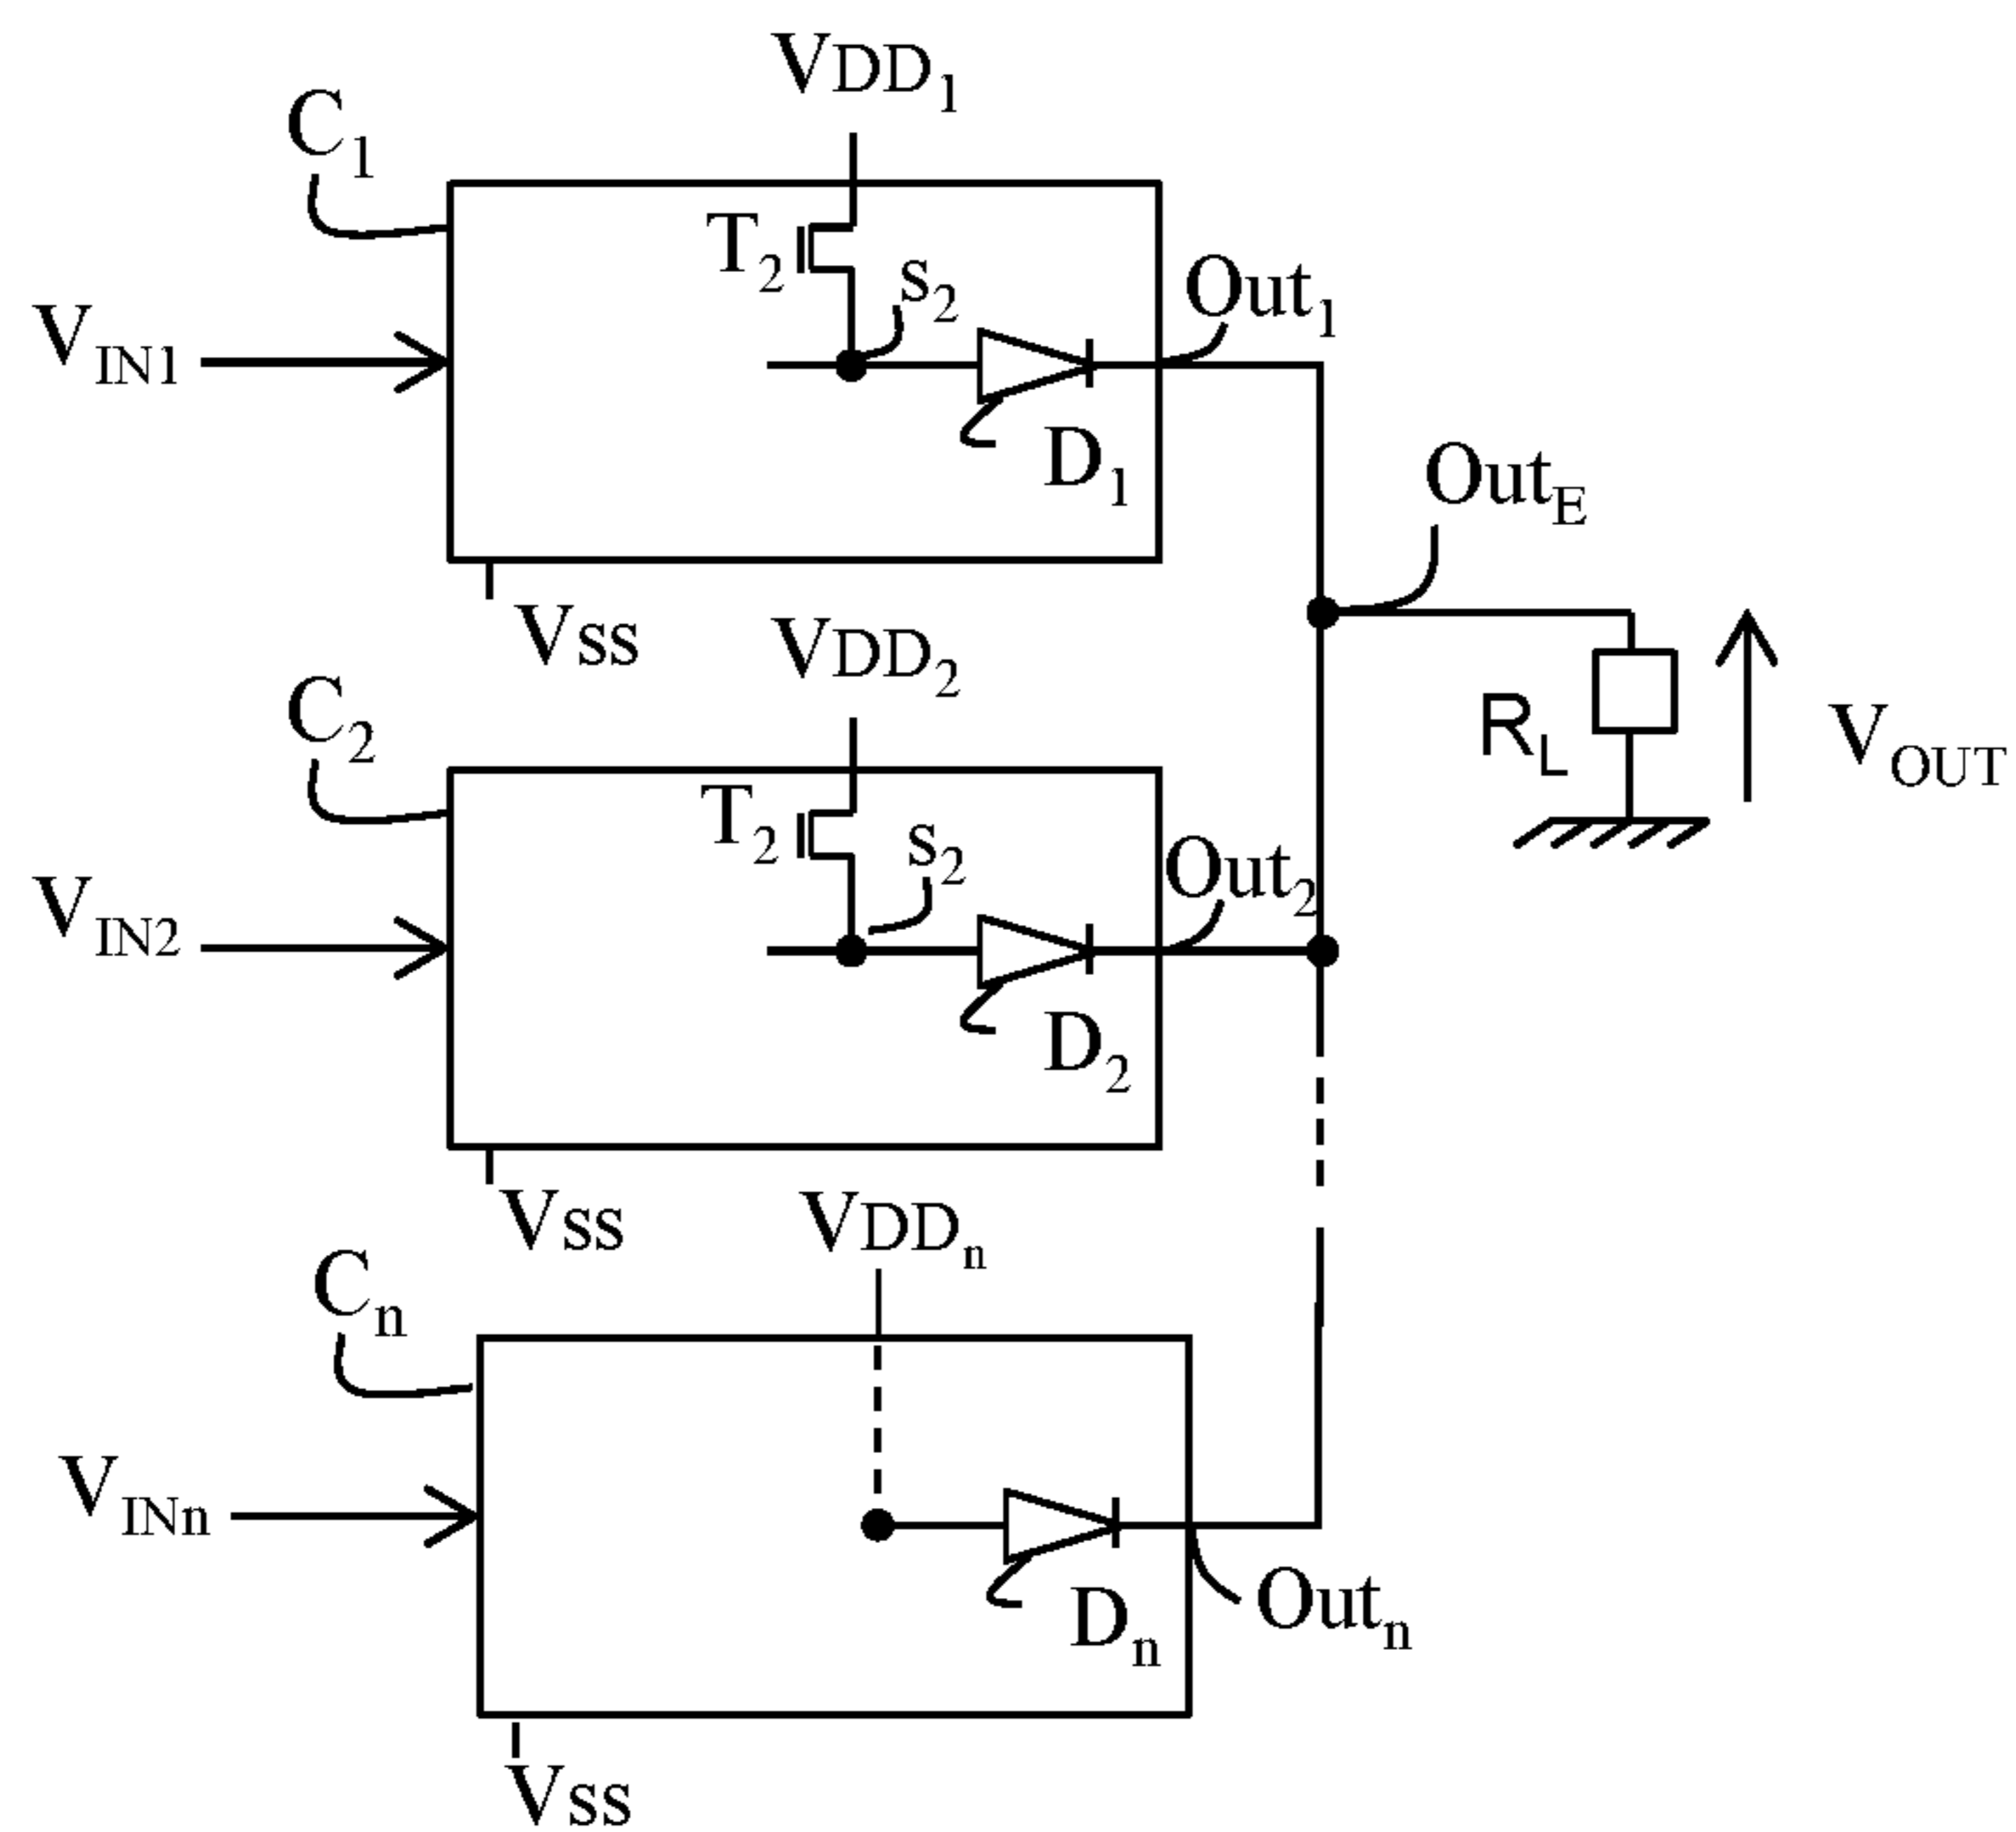 VDD1
C1
T2
s2
Out1
VIN1
D1
OutE
VSS
VDD2
C2
RL
VOUT
T2
s2
Out2
VIN2
D2
VSS
VDDn
Cn
VINn
Dn
Outn
VSS